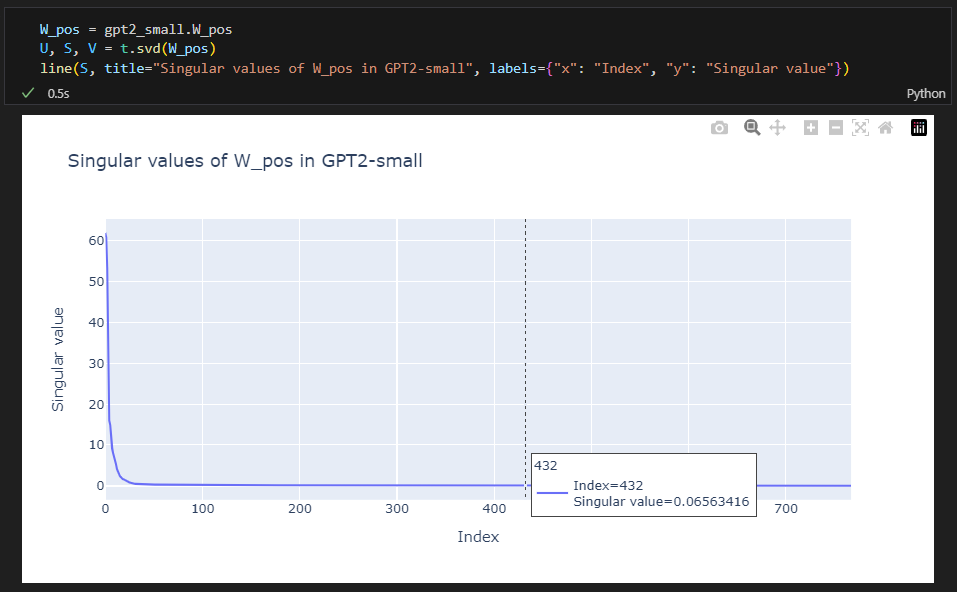 W_pos = gpt2_small.W_pos
U, S, V = t.svd(W_pos)
line(S, title="Singular values of W_pos in GPT2-small", labels={"x": "Index", "y": "Singular value"})
0.5s
Python
Singular values of W_pos in GPT2-small
60
50
40
30
20
10
0
Singular value
432
Index=432
Singular value=0.06563416
0
100
200
300
400
700
Index